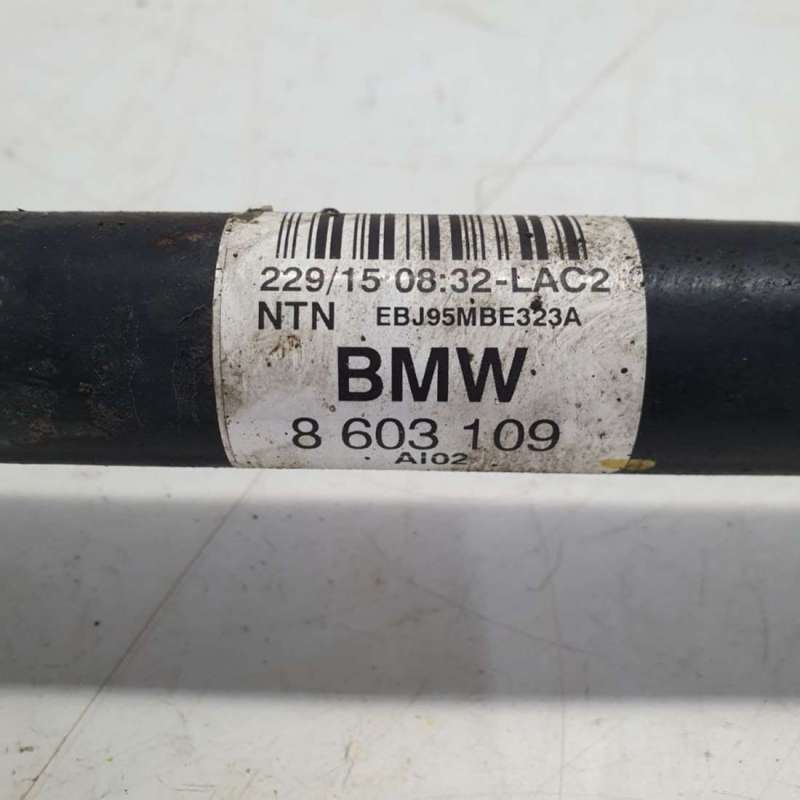 229/15 08:32-LAC2
NTN EBJ95MBE323A
BMW
8 603 109
AI02